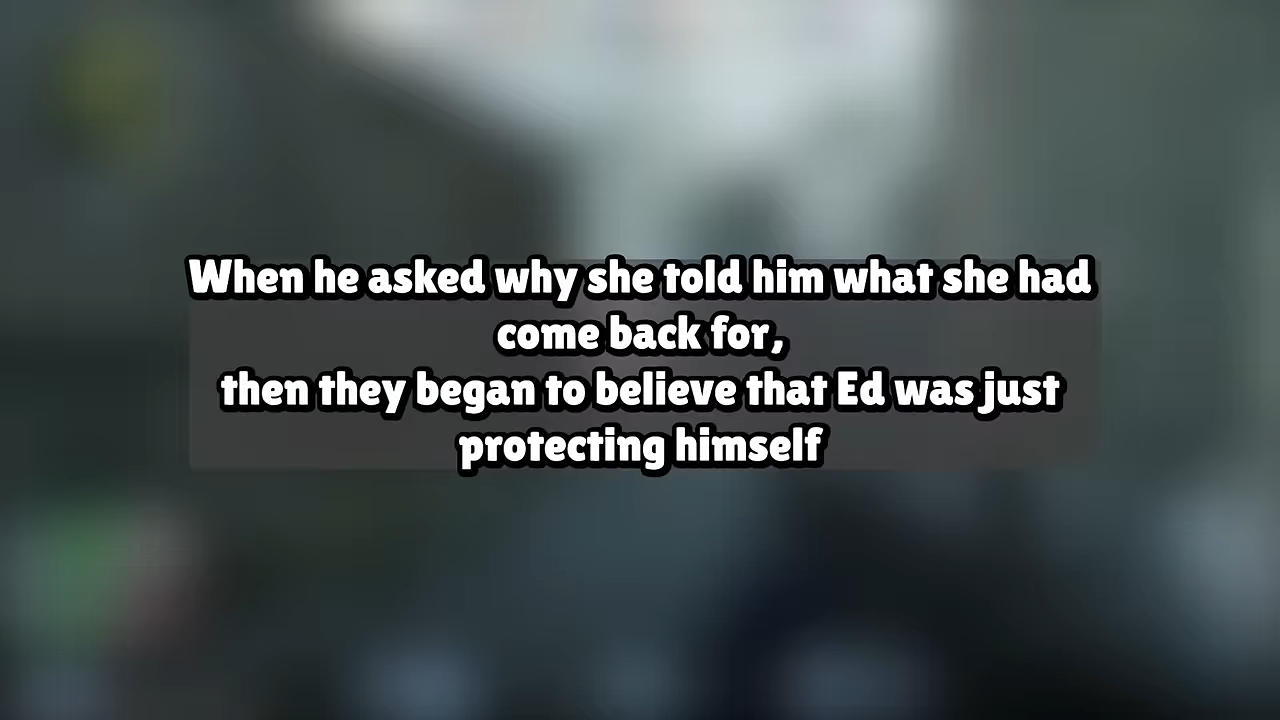 When he asked why she told him what she had
come back for,
then they began to believe that Ed was just
protecting himself